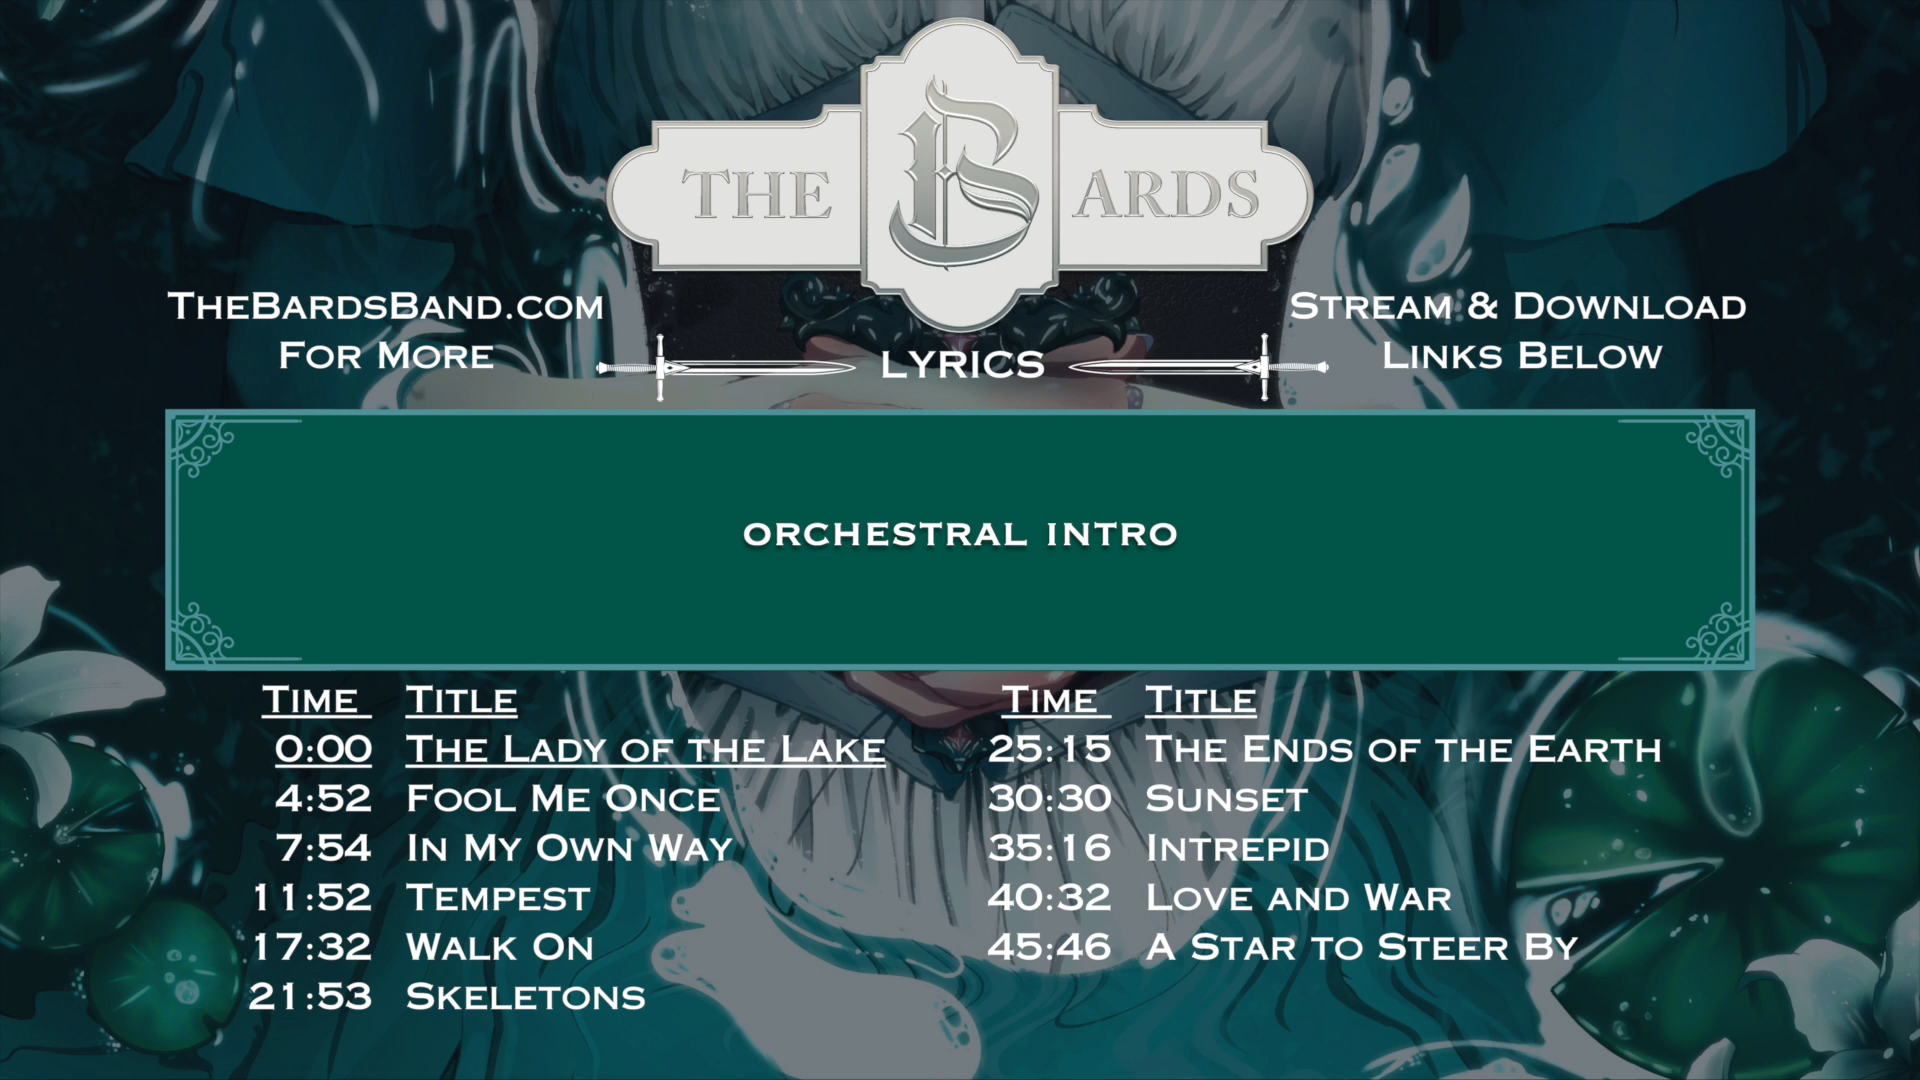 THE BARDS
TheBardsBand.com
For More
Stream & Download
Links Below
LYRICS
ORCHESTRAL INTRO
Time Title
0:00 The Lady of the Lake
4:52 Fool Me Once
7:54 In My Own Way
11:52 Tempest
17:32 Walk On
21:53 Skeletons
Time Title
25:15 The Ends of the Earth
30:30 Sunset
35:16 Intrepid
40:32 Love and War
45:46 A Star to Steer By